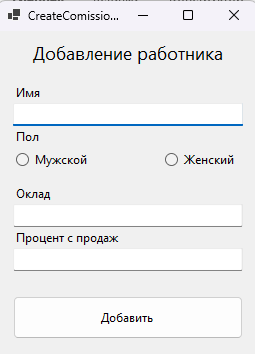 CreateComissio...
Добавление работника
Имя
Пол
Мужской Женский
Оклад
Процент с продаж
Добавить